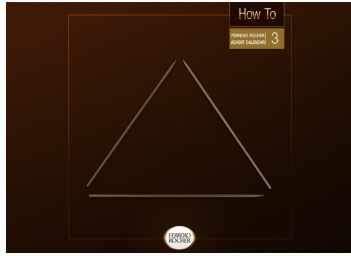 How To
FERRERO ROCHER
ADVENT CALENDAR
3
FERRERO
ROCHER